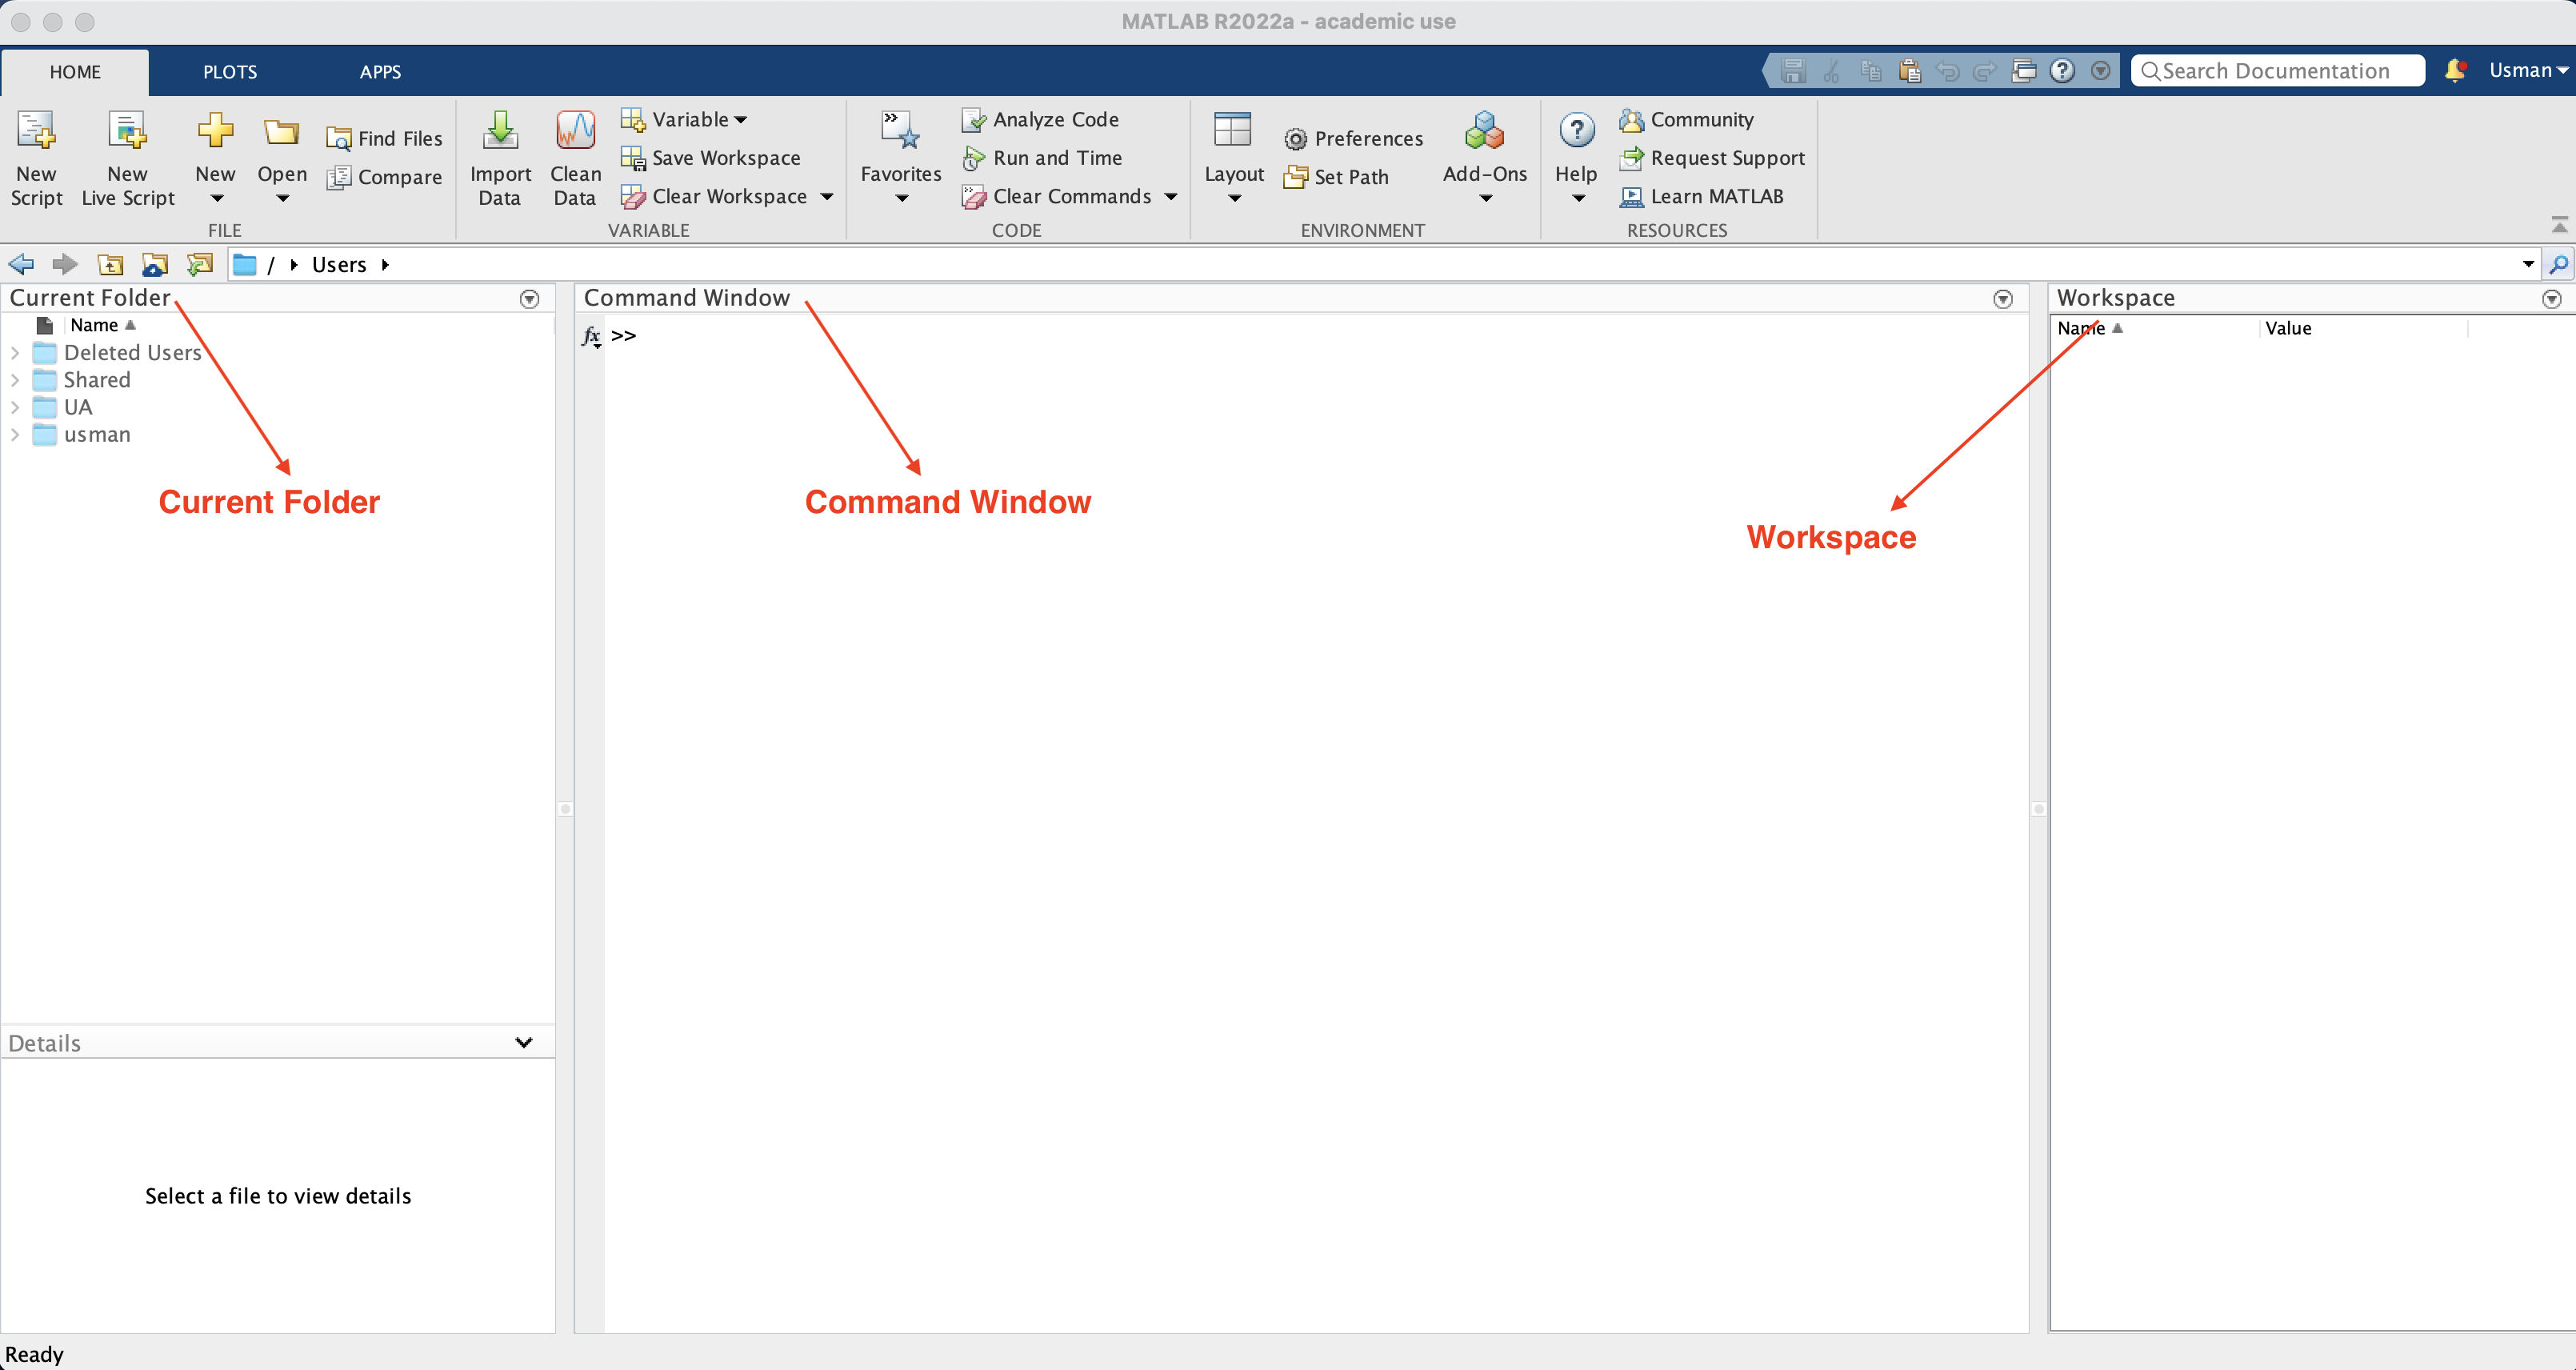 MATLAB R2022a - academic use
HOME PLOTS APPS Search Documentation Usman
New Script
New Live Script
New
Open
Find Files
Compare
FILE
Import Data
Clean Data
Variable
Save Workspace
Clear Workspace
VARIABLE
Favorites
Analyze Code
Run and Time
Clear Commands
CODE
Layout
Preferences
Set Path
Add-Ons
ENVIRONMENT
Help
Community
Request Support
Learn MATLAB
RESOURCES
/ Users
Current Folder
Name
Deleted Users
Shared
UA
usman
Current Folder
Details
Select a file to view details
Command Window
fx >>
Command Window
Workspace
Name Value
Workspace
Ready